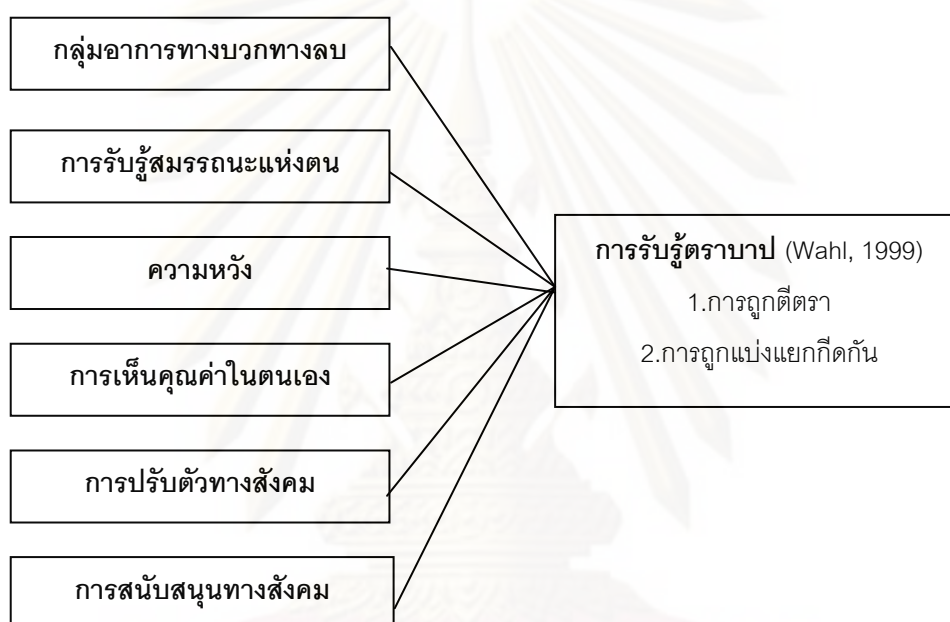 กลุ่มอาการทางบวกทางลบ
การรับรู้สมรรถนะแห่งตน
ความหวัง
การเห็นคุณค่าในตนเอง
การปรับตัวทางสังคม
การสนับสนุนทางสังคม
การรับรู้ตราบาป (Wahl, 1999)
1.การถูกตีตรา
2.การถูกแบ่งแยกกีดกัน